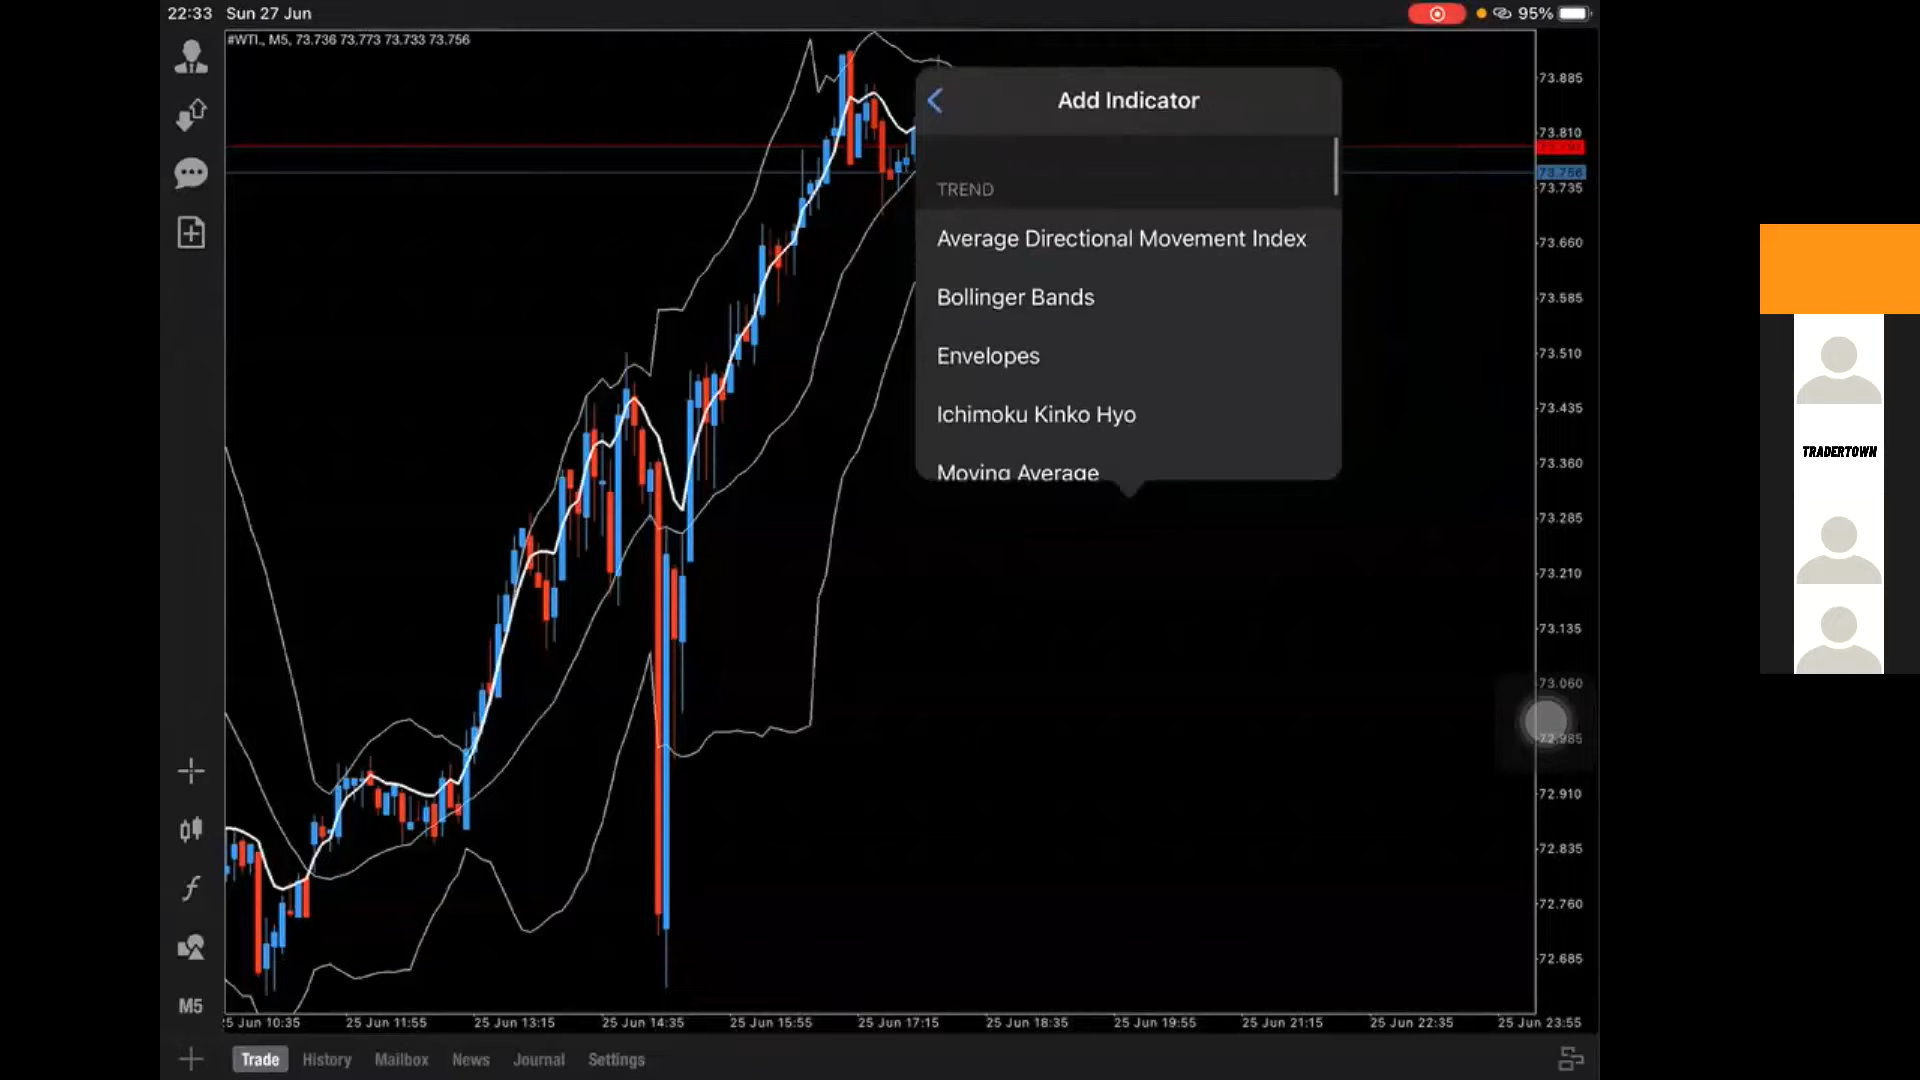 22:33 Sun 27 Jun
95%
#WTI., M5, 73.736 73.773 73.733 73.756
Add Indicator
TREND
Average Directional Movement Index
Bollinger Bands
Envelopes
Ichimoku Kinko Hyo
Moving Average
73.885
73.810
73.756
73.735
73.660
73.585
73.510
73.435
73.360
73.285
73.210
73.135
73.060
72.985
72.910
72.835
72.760
72.685
TRADERTOWN
M5
25 Jun 10:35
25 Jun 11:55
25 Jun 13:15
25 Jun 14:35
25 Jun 15:55
25 Jun 17:15
25 Jun 18:35
25 Jun 19:55
25 Jun 21:15
25 Jun 22:35
25 Jun 23:55
Trade History Mailbox News Journal Settings